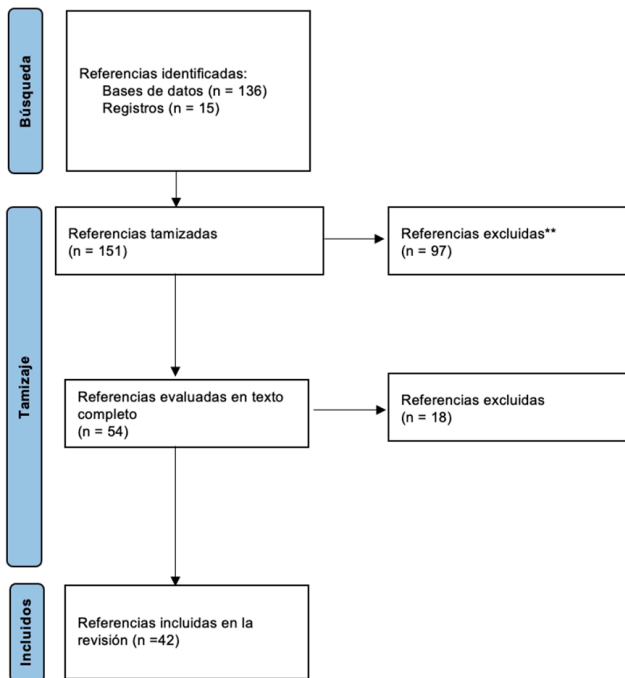 Búsqueda
Referencias identificadas:
Bases de datos (n = 136)
Registros (n = 15)
Tamizaje
Referencias tamizadas
(n = 151)
Referencias excluidas**
(n = 97)
Referencias evaluadas en texto
completo
(n = 54)
Referencias excluidas
(n = 18)
Incluidos
Referencias incluidas en la
revisión (n =42)